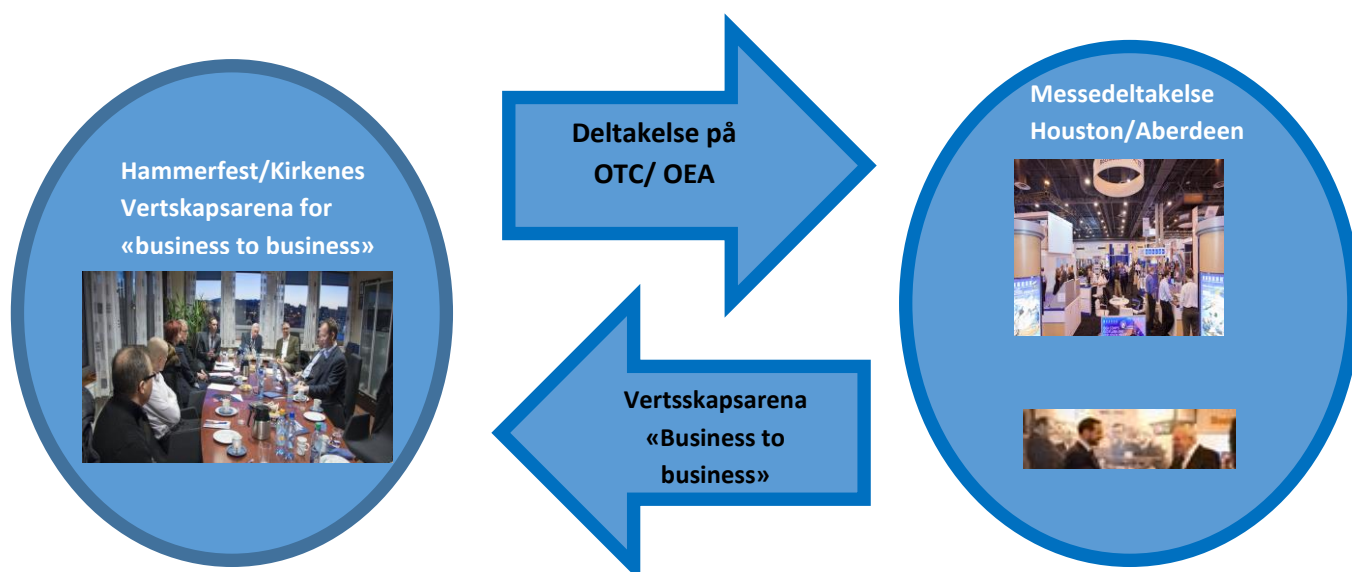 Hammerfest/Kirkenes
Vertskapsarena for
«business to business»
Deltakelse på
OTC/ OEA
Vertsskapsarena
«Business to
business»
Messedeltakelse
Houston/Aberdeen